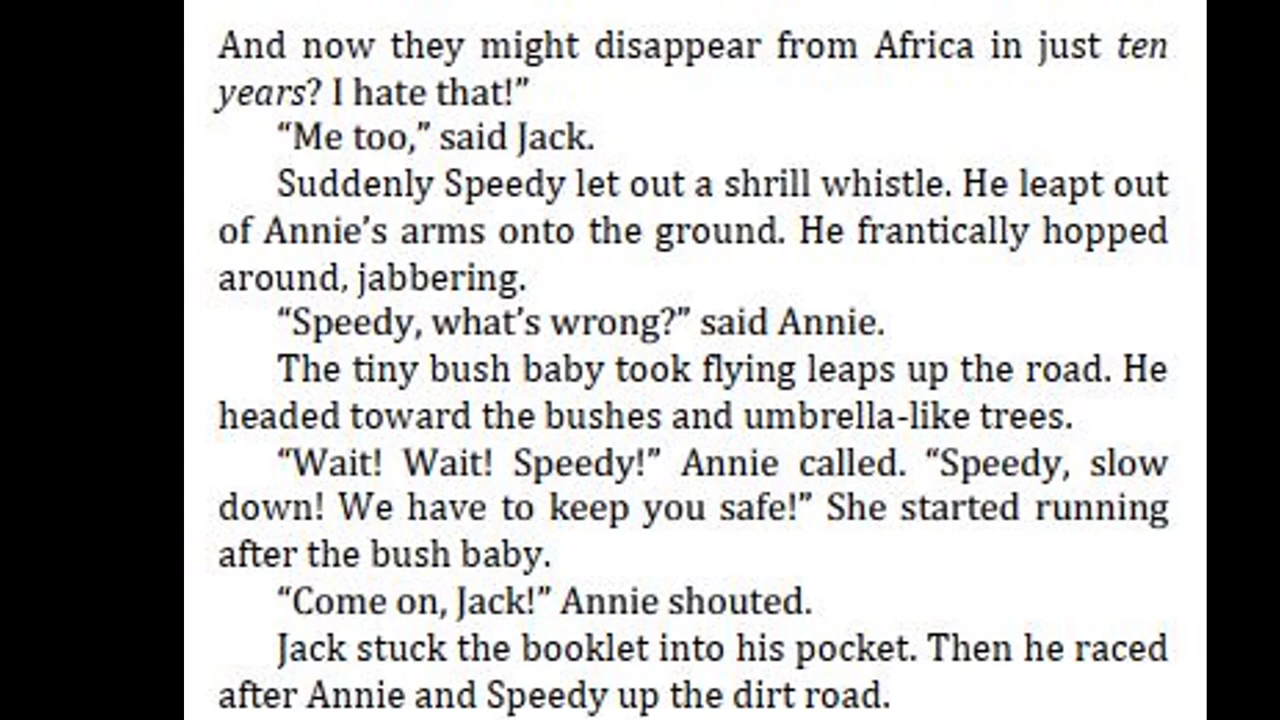 And now they might disappear from Africa in just ten
years? I hate that!”
“Me too,” said Jack.
Suddenly Speedy let out a shrill whistle. He leapt out
of Annie’s arms onto the ground. He frantically hopped
around, jabbering.
“Speedy, what’s wrong?” said Annie.
The tiny bush baby took flying leaps up the road. He
headed toward the bushes and umbrella-like trees.
“Wait! Wait! Speedy!” Annie called. “Speedy, slow
down! We have to keep you safe!” She started running
after the bush baby.
“Come on, Jack!” Annie shouted.
Jack stuck the booklet into his pocket. Then he raced
after Annie and Speedy up the dirt road.